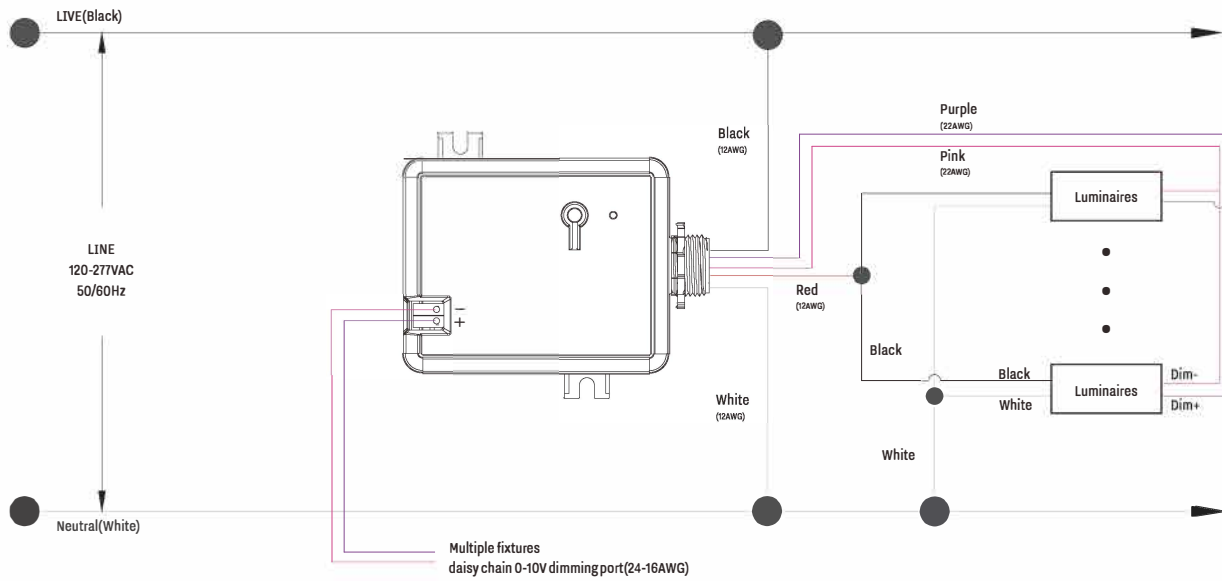 LIVE(Black)
Purple
(22AWG)
Black
(12AWG)
Pink
(22AWG)
Luminaires
LINE
120-277VAC
50/60Hz
Red
(12AWG)
−
+
Black
Black
Luminaires
Dim-
White
(12AWG)
White
Dim+
White
Neutral(White)
Multiple fixtures
daisy chain 0-10V dimming port(24-16AWG)